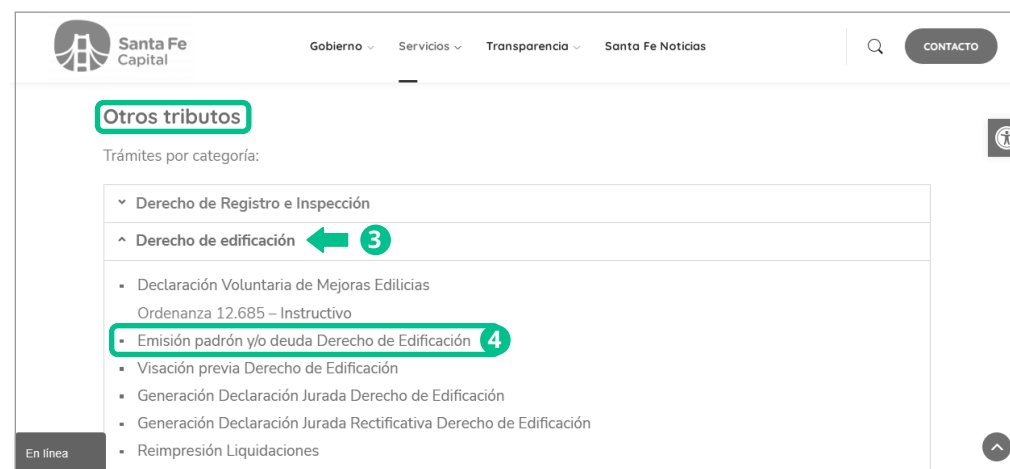 Santa Fe
Capital
Gobierno
Servicios
Transparencia
Santa Fe Noticias
CONTACTO
Otros tributos
Trámites por categoría:
Derecho de Registro e Inspección
Derecho de edificación 3
Declaración Voluntaria de Mejoras Edilicias
Ordenanza 12.685 – Instructivo
Emisión padrón y/o deuda Derecho de Edificación 4
Visación previa Derecho de Edificación
Generación Declaración Jurada Derecho de Edificación
Generación Declaración Jurada Rectificativa Derecho de Edificación
Reimpresión Liquidaciones
En línea